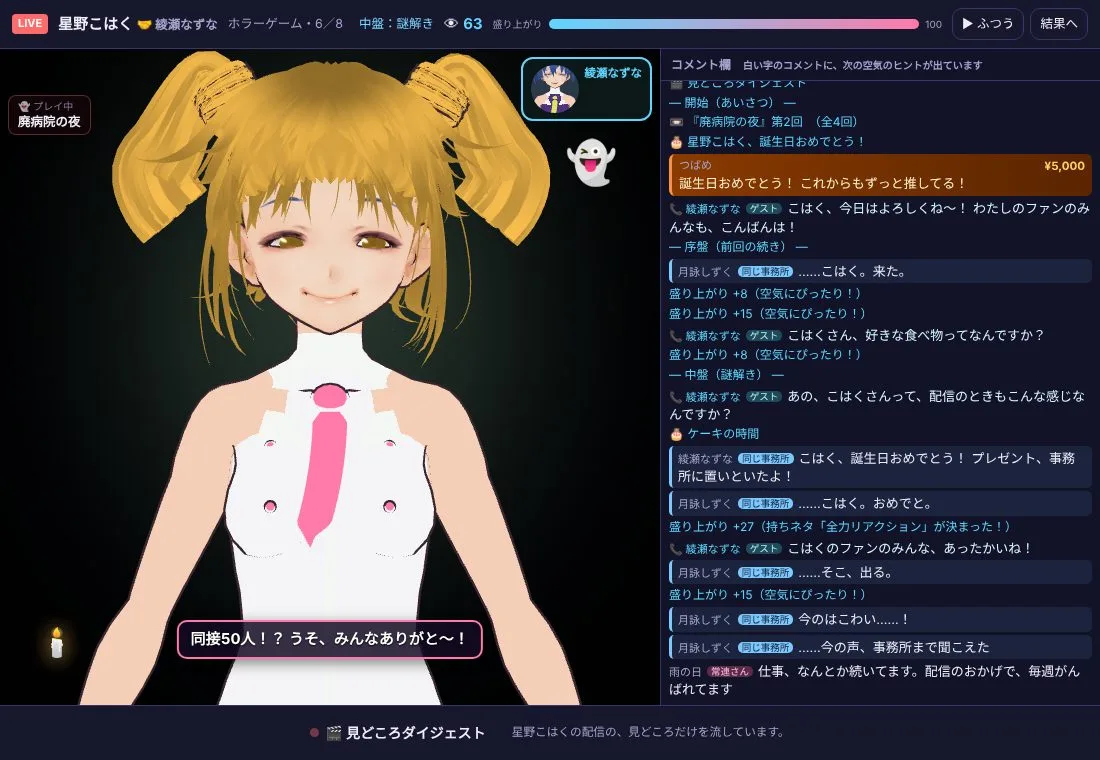 LIVE 星野こはく 🤝 綾瀬なずな ホラーゲーム・6／8 中盤：謎解き 63 盛り上がり 100 ▶ ふつう 結果へ
プレイ中
廃病院の夜
綾瀬なずな
同接50人！？ うそ、みんなありがと〜！
コメント欄 白い字のコメントに、次の空気のヒントが出ています
🎬 見どころダイジェスト
— 開始（あいさつ） —
📼 『廃病院の夜』第2回 （全4回）
🎂 星野こはく、誕生日おめでとう！
つばめ ¥5,000
誕生日おめでとう！ これからもずっと推してる！
📞 綾瀬なずな ゲスト こはく、今日はよろしくね〜！ わたしのファンのみ
んなも、こんばんは！
— 序盤（前回の続き） —
月詠しずく 同じ事務所 ……こはく。来た。
盛り上がり +8（空気にぴったり！）
盛り上がり +15（空気にぴったり！）
📞 綾瀬なずな ゲスト こはくさん、好きな食べ物ってなんですか？
盛り上がり +8（空気にぴったり！）
— 中盤（謎解き） —
📞 綾瀬なずな ゲスト あの、こはくさんって、配信のときもこんな感じな
んですか？
🎂 ケーキの時間
綾瀬なずな 同じ事務所 こはく、誕生日おめでとう！ プレゼント、事務
所に置いといたよ！
月詠しずく 同じ事務所 ……こはく。おめでと。
盛り上がり +27（持ちネタ「全力リアクション」が決まった！）
📞 綾瀬なずな ゲスト こはくのファンのみんな、あったかいね！
月詠しずく 同じ事務所 ……そこ、出る。
盛り上がり +15（空気にぴったり！）
月詠しずく 同じ事務所 今のはこわい……！
月詠しずく 同じ事務所 ……今の声、事務所まで聞こえた
雨の日 常連さん 仕事、なんとか続いてます。配信のおかげで、毎週がん
ばれてます
🎬 見どころダイジェスト 星野こはくの配信の、見どころだけを流しています。